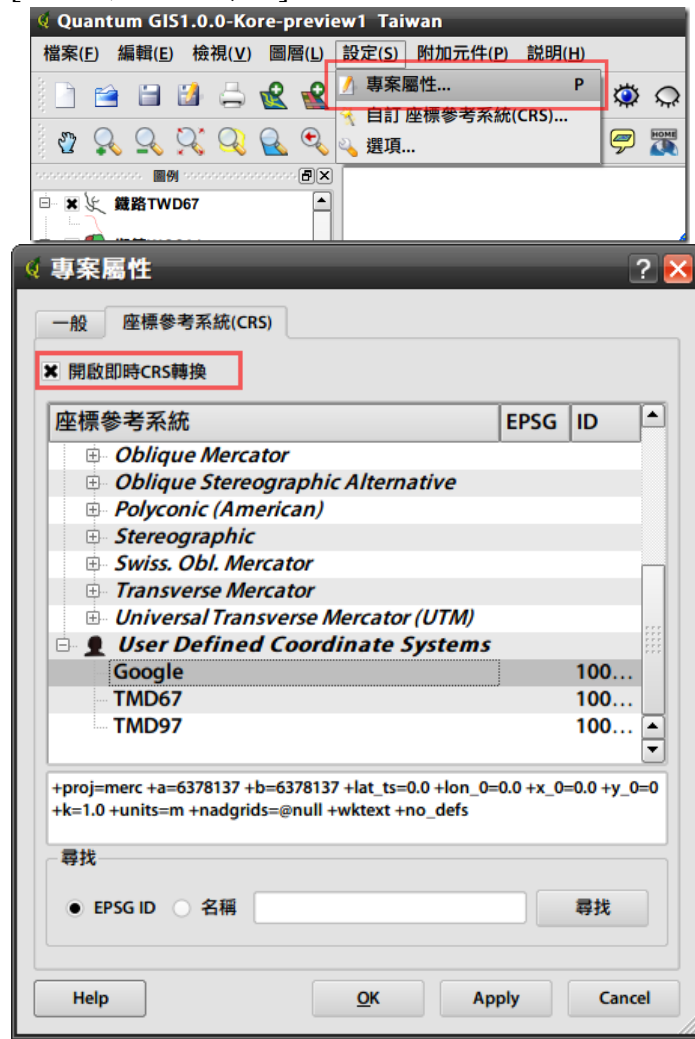 Quantum GIS1.0.0-Kore-preview1 Taiwan
檔案(F) 編輯(E) 檢視(V) 圖層(L) 設定(S) 附加元件(P) 説明(H)
專案屬性... P
自訂 座標參考系統(CRS)...
選項...
HOME
圖例
鐵路TWD67
專案屬性
一般 座標參考系統(CRS)
開啟即時CRS轉換
座標參考系統 EPSG ID
Oblique Mercator
Oblique Stereographic Alternative
Polyconic (American)
Stereographic
Swiss. Obl. Mercator
Transverse Mercator
Universal Transverse Mercator (UTM)
User Defined Coordinate Systems
Google 100...
TMD67 100...
TMD97 100...
+proj=merc +a=6378137 +b=6378137 +lat_ts=0.0 +lon_0=0.0 +x_0=0.0 +y_0=0
+k=1.0 +units=m +nadgrids=@null +wktext +no_defs
尋找
EPSG ID 名稱 尋找
Help OK Apply Cancel